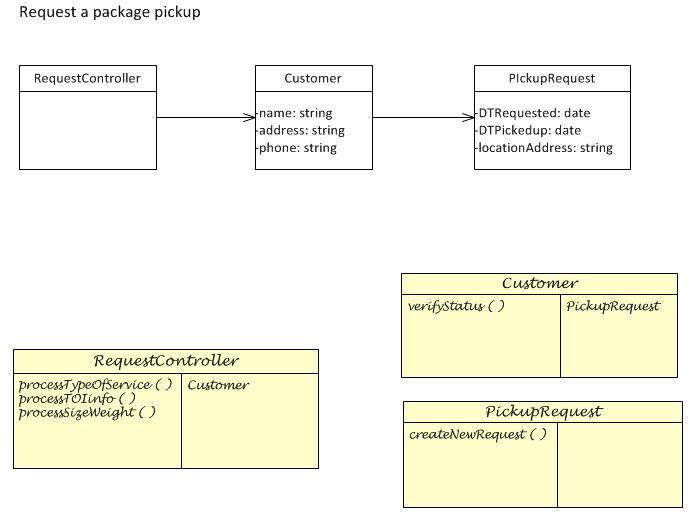 Request a package pickup
RequestController
Customer
PIckupRequest
-name: string
-address: string
-phone: string
-DTRequested: date
-DTPickedup: date
-locationAddress: string
Customer
verifyStatus ( )
PickupRequest
RequestController
processTypeOfService ( )
Customer
processTOIinfo ( )
processSizeWeight ( )
PickupRequest
createNewRequest ( )